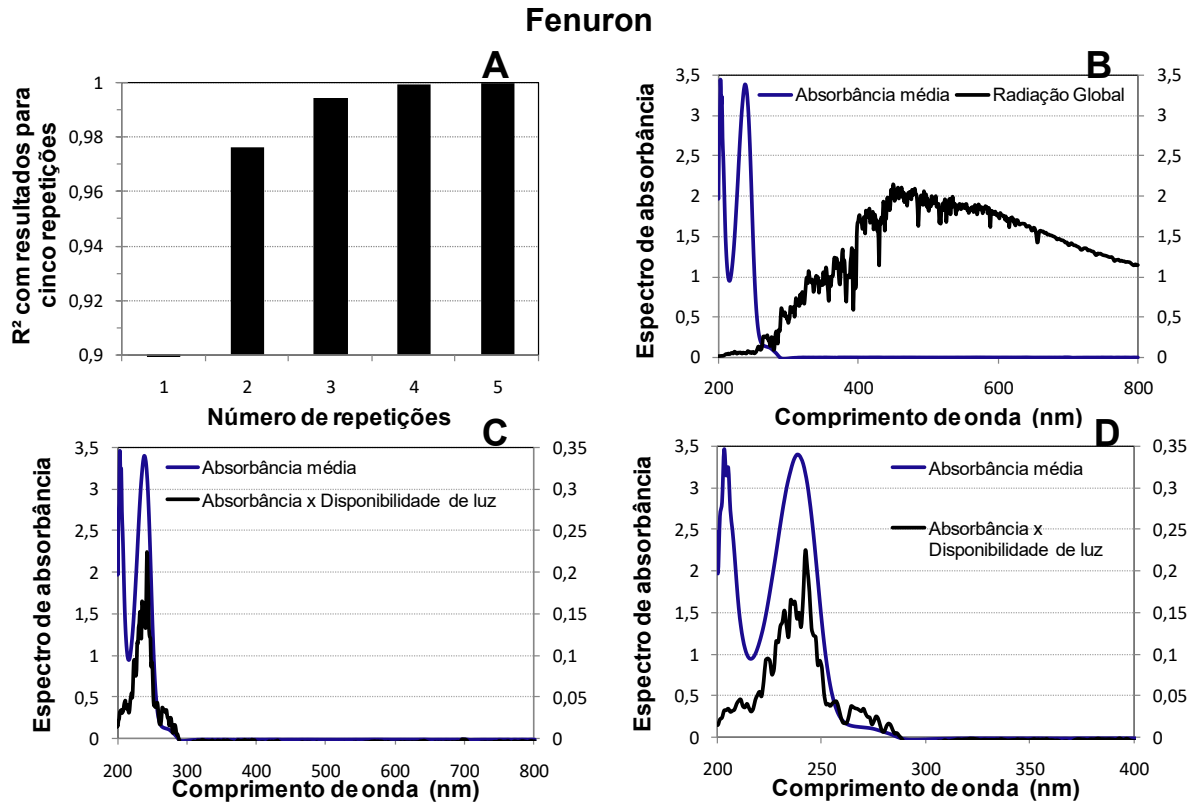 Fenuron
A
R² com resultados para
cinco repetições
1
0,98
0,96
0,94
0,92
0,9
1 2 3 4 5
Número de repetições
B
Espectro de absorbância
3,5
3
2,5
2
1,5
1
0,5
0
Absorbância média Radiação Global
3,5
3
2,5
2
1,5
1
0,5
0
200 400 600 800
Comprimento de onda (nm)
C
Espectro de absorbância
3,5
3
2,5
2
1,5
1
0,5
0
Absorbância média
Absorbância x Disponibilidade de luz
0,35
0,3
0,25
0,2
0,15
0,1
0,05
0
200 300 400 500 600 700 800
Comprimento de onda (nm)
D
Espectro de absorbância
3,5
3
2,5
2
1,5
1
0,5
0
Absorbância média
Absorbância x
Disponibilidade de luz
0,35
0,3
0,25
0,2
0,15
0,1
0,05
0
200 250 300 350 400
Comprimento de onda (nm)